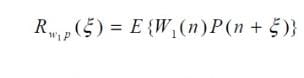 R_{w_1 p}(ξ) = E{W_1(n)P(n + ξ)}